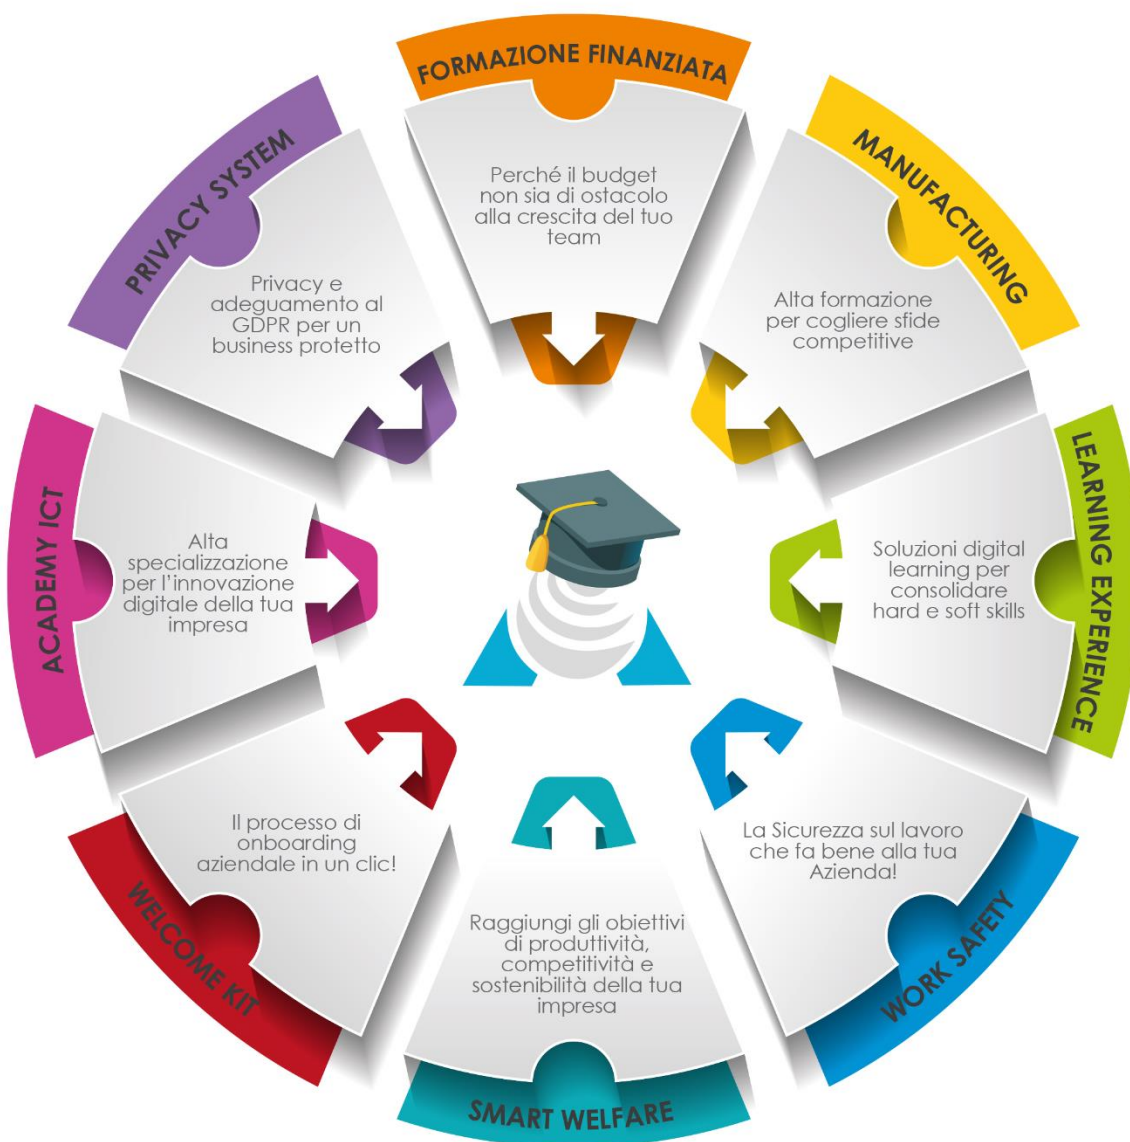 FORMAZIONE FINANZIATA
Perché il budget
non sia di ostacolo
alla crescita del tuo
team
MANUFACTURING
Alta formazione
per cogliere sfide
competitive
LEARNING EXPERIENCE
Soluzioni digital
learning per
consolidare
hard e soft skills
WORK SAFETY
La Sicurezza sul lavoro
che fa bene alla tua
Azienda!
SMART WELFARE
Raggiungi gli obiettivi
di produttività,
competitività e
sostenibilità della tua
impresa
WELCOME KIT
Il processo di
onboarding
aziendale in un clic!
ACADEMY ICT
Alta
specializzazione
per l'innovazione
digitale della tua
impresa
PRIVACY SYSTEM
Privacy e
adeguamento al
GDPR per un
business protetto